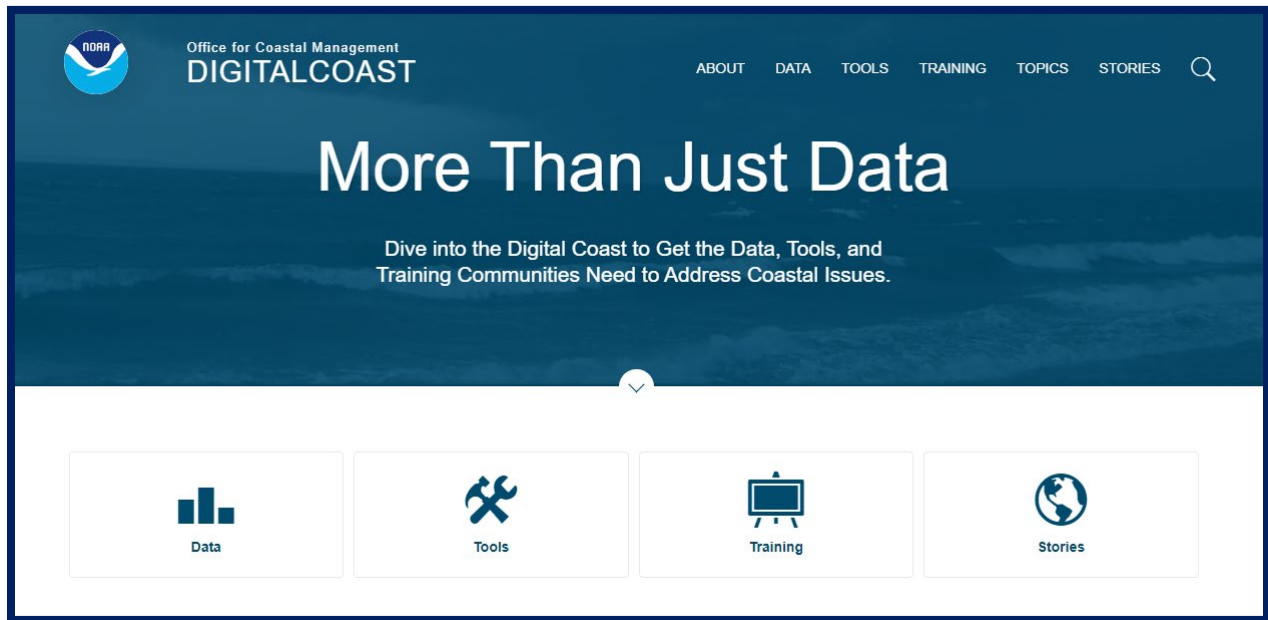 NOAA
Office for Coastal Management
DIGITALCOAST
ABOUT DATA TOOLS TRAINING TOPICS STORIES
More Than Just Data
Dive into the Digital Coast to Get the Data, Tools, and
Training Communities Need to Address Coastal Issues.
Data
Tools
Training
Stories